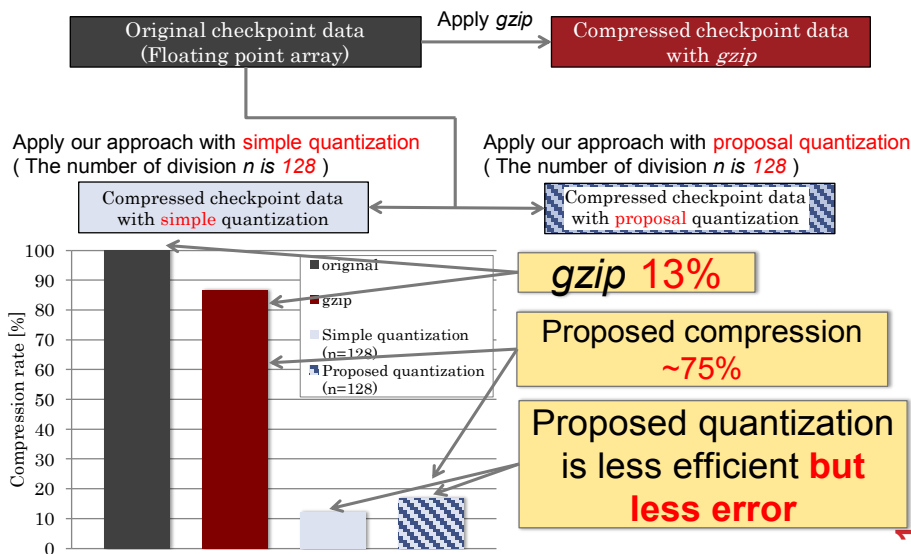 Original checkpoint data
(Floating point array)
Apply gzip
Compressed checkpoint data
with gzip
Apply our approach with simple quantization
( The number of division n is 128 )
Apply our approach with proposal quantization
( The number of division n is 128 )
Compressed checkpoint data
with simple quantization
Compressed checkpoint data
with proposal quantization
Compression rate [%]
100
90
80
70
60
50
40
30
20
10
0
original
gzip
Simple quantization
(n=128)
Proposed quantization
(n=128)
gzip 13%
Proposed compression
~75%
Proposed quantization
is less efficient but
less error